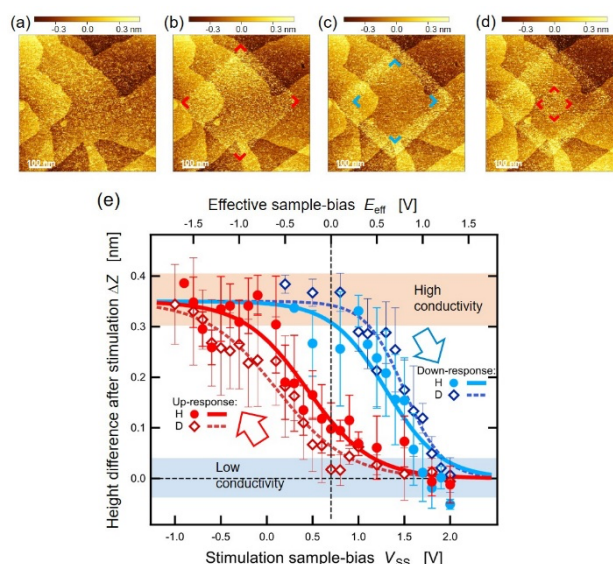 (a)
-0.3 0.0 0.3 nm
100 nm
(b)
-0.3 0.0 0.3 nm
100 nm
(c)
-0.3 0.0 0.3 nm
100 nm
(d)
-0.3 0.0 0.3 nm
100 nm
(e)
Effective sample-bias E_eff [V]
-1.5 -1.0 -0.5 0.0 0.5 1.0 1.5
Height difference after stimulation ΔZ [nm]
0.4
0.3
0.2
0.1
0.0
High
conductivity
Down-response:
H
D
Up-response:
H
D
Low
conductivity
-1.0 -0.5 0.0 0.5 1.0 1.5 2.0
Stimulation sample-bias V_SS [V]